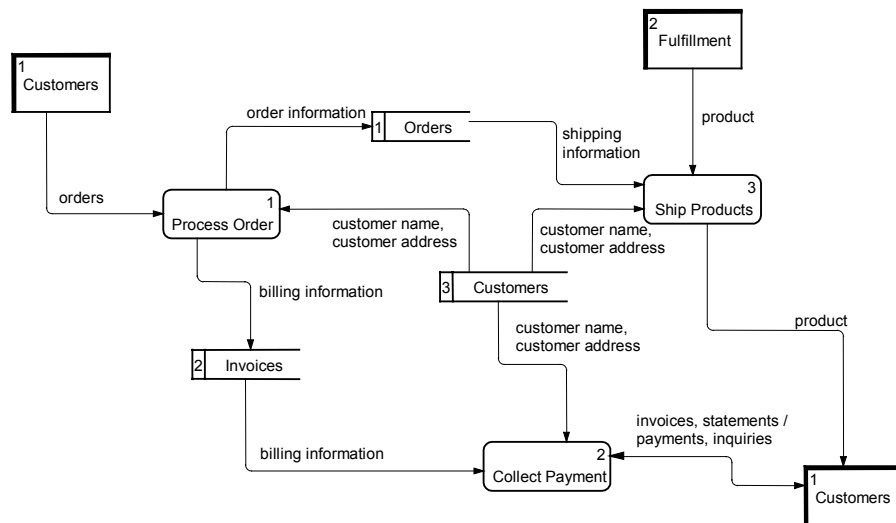 2
Fulfillment
1
Customers
order information
1 Orders
product
shipping
information
orders
1
Process Order
3
Ship Products
customer name,
customer address
customer name,
customer address
3 Customers
billing information
customer name,
customer address
product
2 Invoices
invoices, statements /
payments, inquiries
billing information
2
Collect Payment
1
Customers